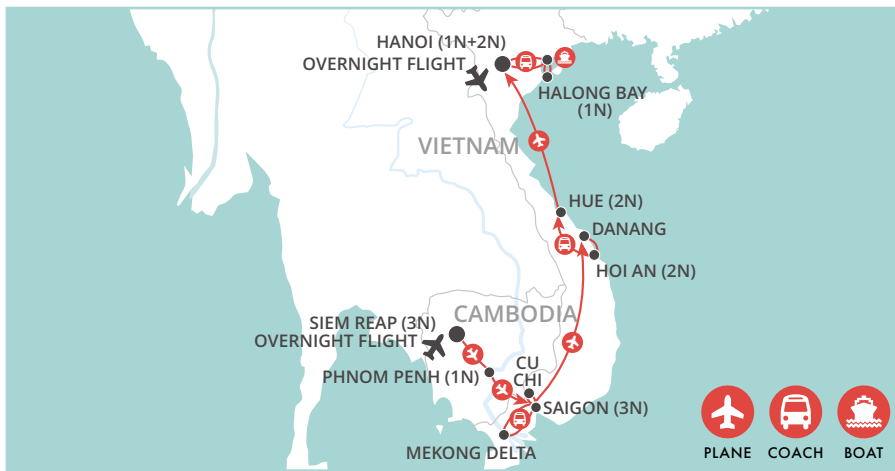 HANOI (1N+2N)
OVERNIGHT FLIGHT
HALONG BAY
(1N)
VIETNAM
HUE (2N)
DANANG
HOI AN (2N)
CAMBODIA
SIEM REAP (3N)
OVERNIGHT FLIGHT
PHNOM PENH (1N)
CU
CHI
SAIGON (3N)
MEKONG DELTA
PLANE
COACH
BOAT